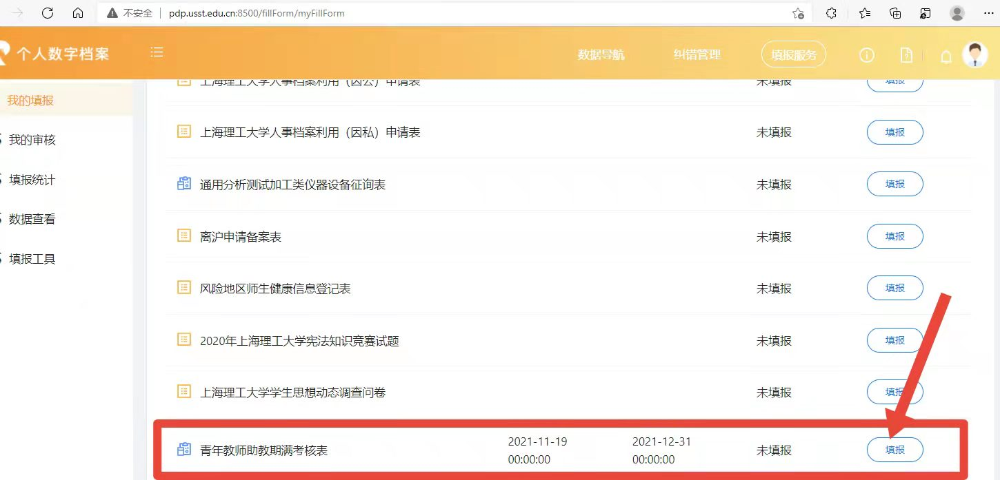 不安全 pdp.usst.edu.cn:8500/fillForm/myFillForm
个人数字档案 数据导航 纠错管理 填报服务
我的填报
我的审核
填报统计
数据查看
填报工具
上海理工大学人事档案利用（因公）申请表 未填报 填报
上海理工大学人事档案利用（因私）申请表 未填报 填报
通用分析测试加工类仪器设备征询表 未填报 填报
离沪申请备案表 未填报 填报
风险地区师生健康信息登记表 未填报 填报
2020年上海理工大学宪法知识竞赛试题 未填报 填报
上海理工大学学生思想动态调查问卷 未填报 填报
青年教师助教期满考核表 2021-11-19 2021-12-31 未填报 填报
00:00:00 00:00:00